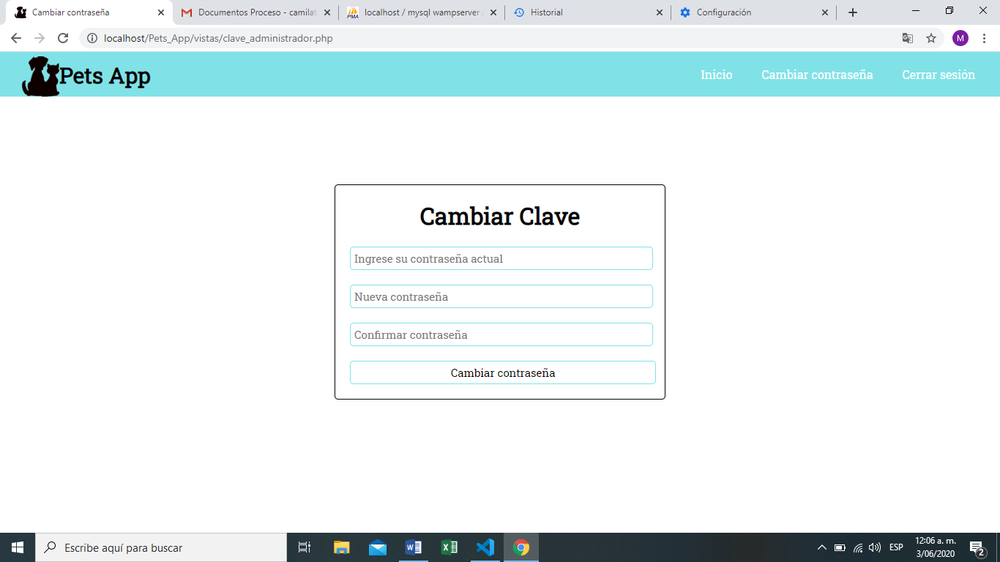 Cambiar contraseña
Documentos Proceso - camilat
localhost / mysql wampserver
Historial
Configuración
localhost/Pets_App/vistas/clave_administrador.php
M
Pets App
Inicio
Cambiar contraseña
Cerrar sesión
Cambiar Clave
Ingrese su contraseña actual
Nueva contraseña
Confirmar contraseña
Cambiar contraseña
Escribe aquí para buscar
ESP
12:06 a. m.
3/06/2020
2